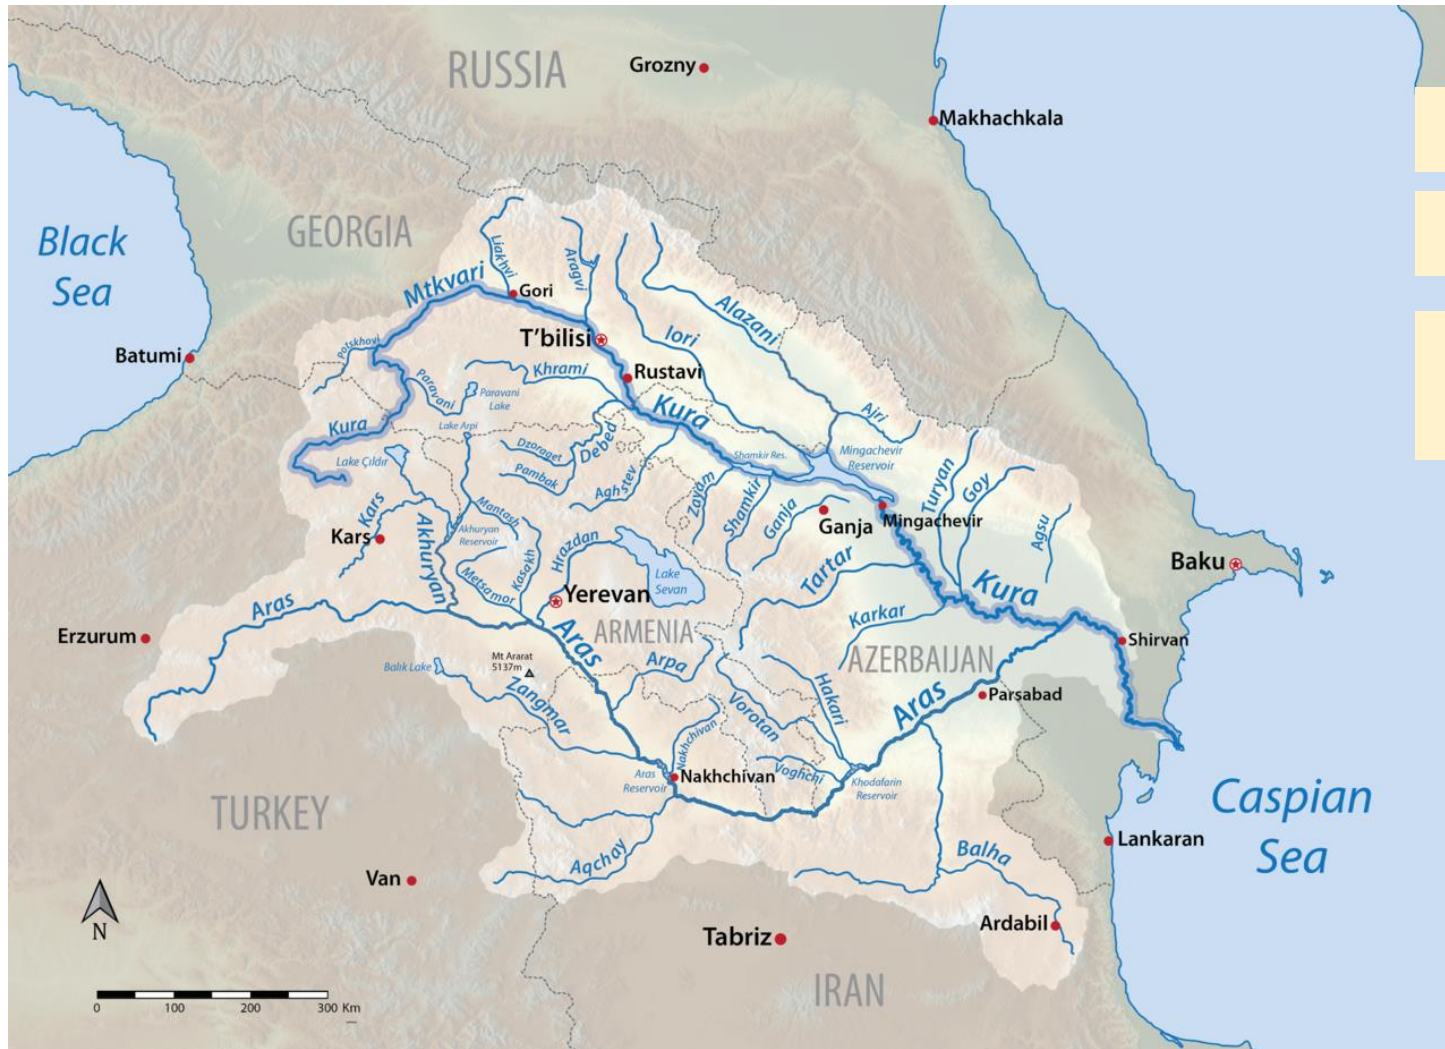 RUSSIA
Grozny
Makhachkala
GEORGIA
Black
Sea
Liakhvi
Aragvi
Mtkvari
Gori
Alazani
T'bilisi
Iori
Batumi
Potskhovi
Khrami
Rustavi
Paravani
Paravani
Lake
Kura
Kura
Ajri
Lake Arpi
Debed
Dzoraget
Pambak
Lake Çıldır
Shamkir Res.
Mingachevir
Reservoir
Aghstev
Zayam
Shamkir
Ganja
Turyan
Goy
Agsu
Kars
Kars
Akhuryan
Mantash
Akhuryan
Reservoir
Ganja
Mingachevir
Hrazdan
Kasakh
Metsamor
Lake
Sevan
Tartar
Baku
Yerevan
Kura
Aras
Karkar
ARMENIA
Erzurum
Aras
Shirvan
Mt Ararat
5137m
Balık Lake
Arpa
AZERBAIJAN
Zangmar
Hakari
Vorotan
Aras
Parsabad
Nakhchivan
Aras
Reservoir
Nakhchivan
Voghchi
Khodafarin
Reservoir
TURKEY
Caspian
Sea
Lankaran
Aqchay
Balha
Van
Ardabil
Tabriz
N
IRAN
0 100 200 300 Km